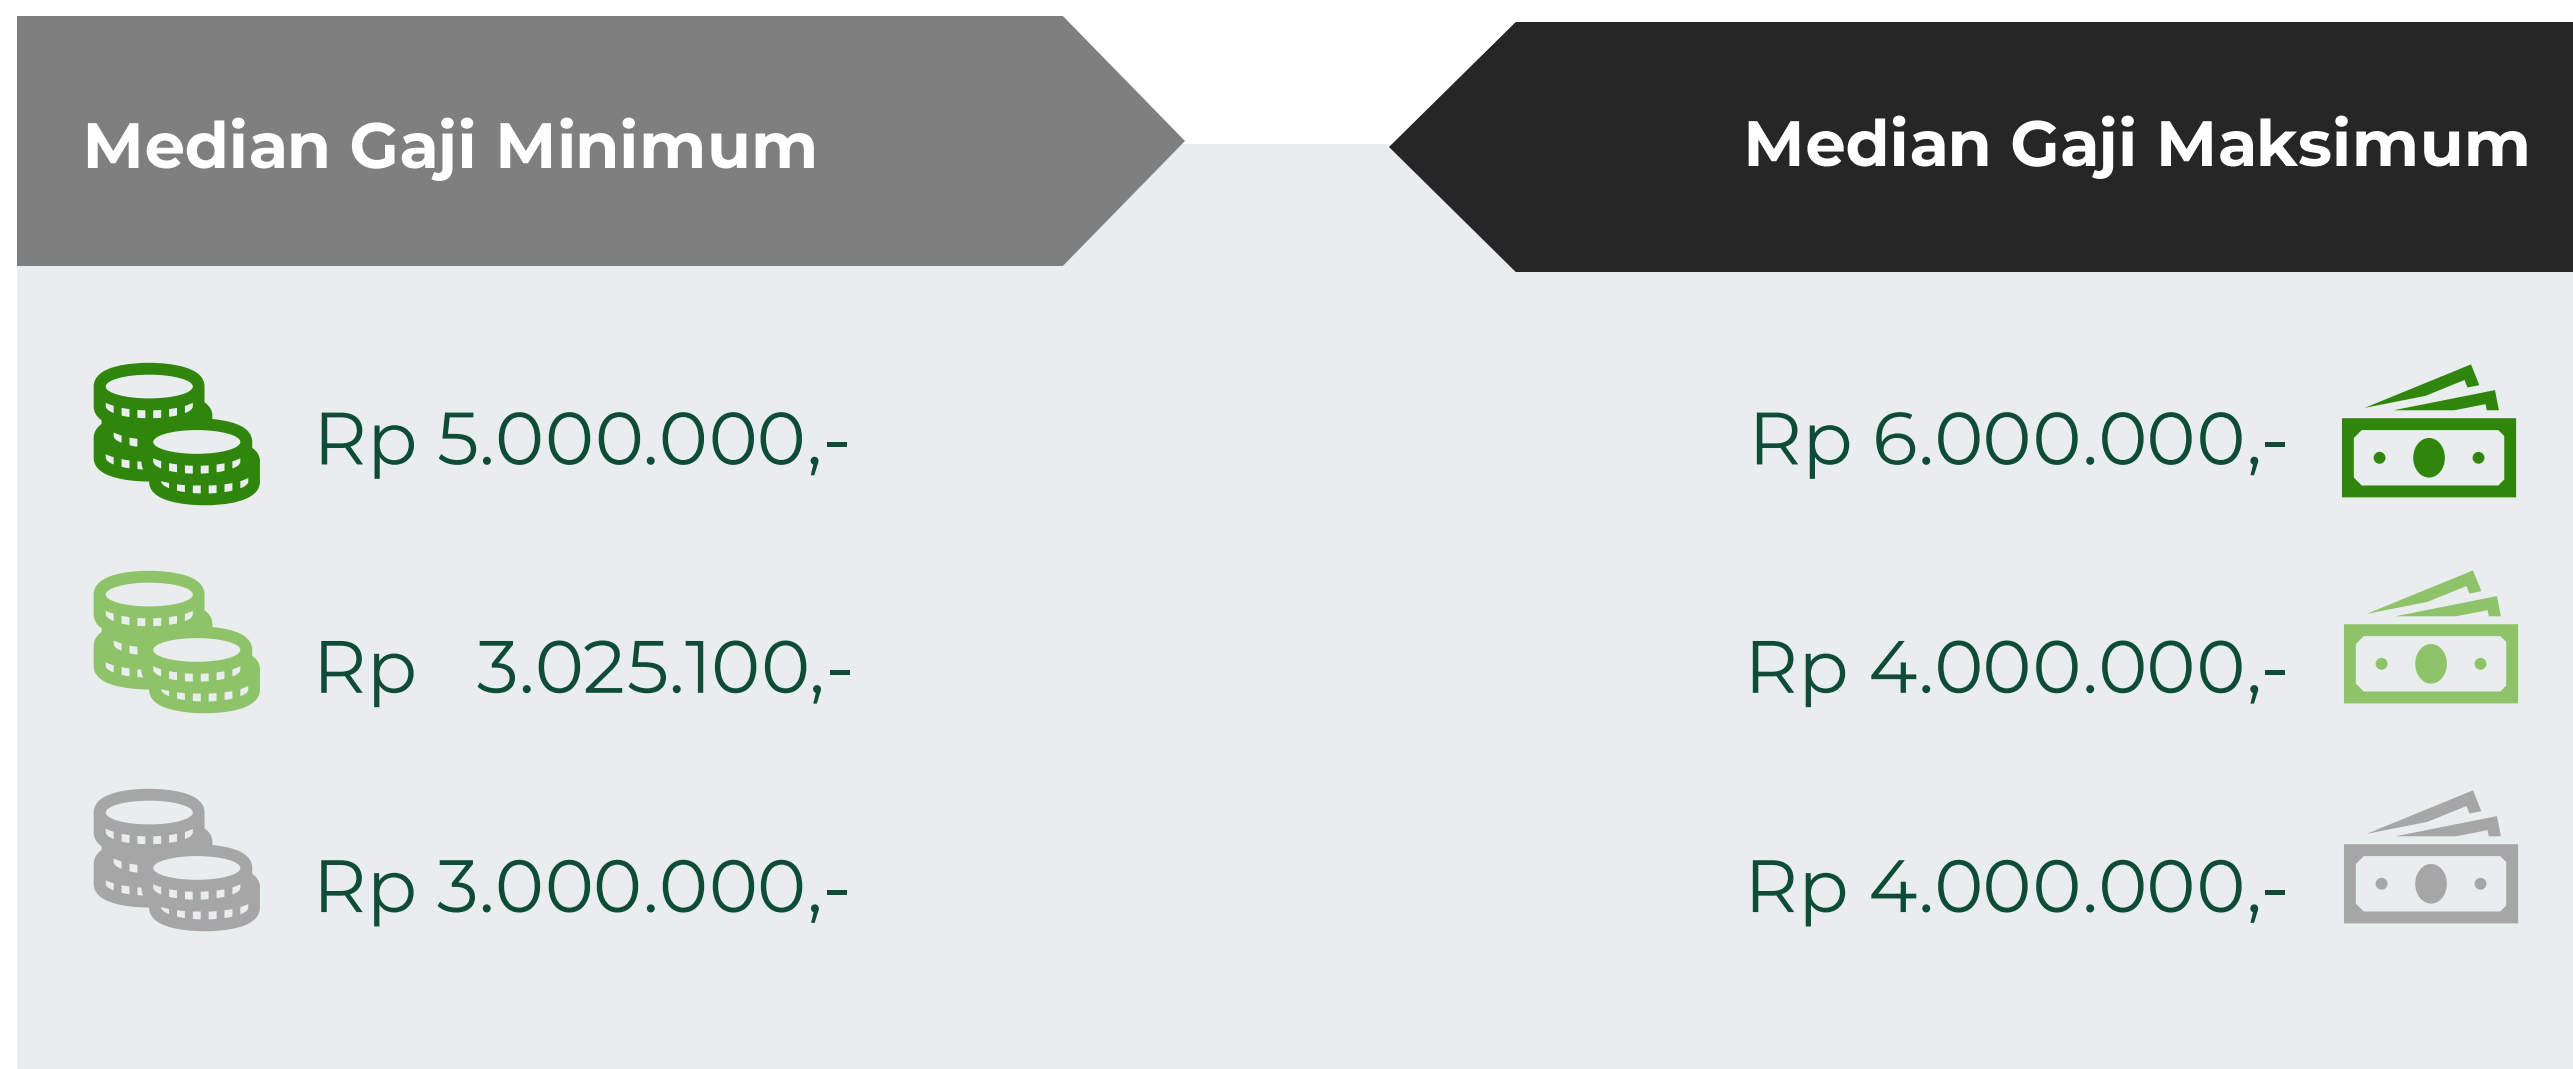 Median Gaji Minimum
Median Gaji Maksimum
Rp 5.000.000,-
Rp 6.000.000,-
Rp 3.025.100,-
Rp 4.000.000,-
Rp 3.000.000,-
Rp 4.000.000,-